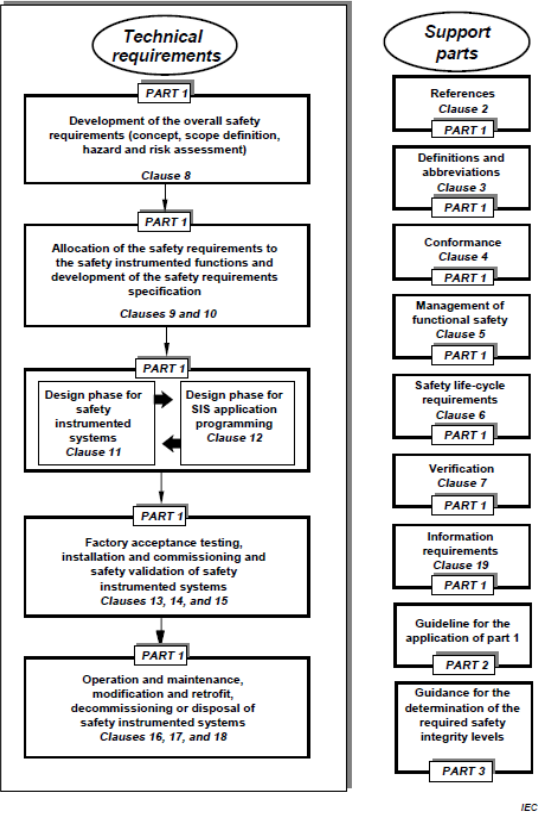 Technical
requirements
PART 1
Development of the overall safety
requirements (concept, scope definition,
hazard and risk assessment)
Clause 8
PART 1
Allocation of the safety requirements to
the safety instrumented functions and
development of the safety requirements
specification
Clauses 9 and 10
PART 1
Design phase for
safety
instrumented
systems
Clause 11
Design phase for
SIS application
programming
Clause 12
PART 1
Factory acceptance testing,
installation and commissioning and
safety validation of safety
instrumented systems
Clauses 13, 14, and 15
PART 1
Operation and maintenance,
modification and retrofit,
decommissioning or disposal of
safety instrumented systems
Clauses 16, 17, and 18
Support
parts
References
Clause 2
PART 1
Definitions and
abbreviations
Clause 3
PART 1
Conformance
Clause 4
PART 1
Management of
functional safety
Clause 5
PART 1
Safety life-cycle
requirements
Clause 6
PART 1
Verification
Clause 7
PART 1
Information
requirements
Clause 19
PART 1
Guideline for the
application of part 1
PART 2
Guidance for the
determination of the
required safety
integrity levels
PART 3
IEC